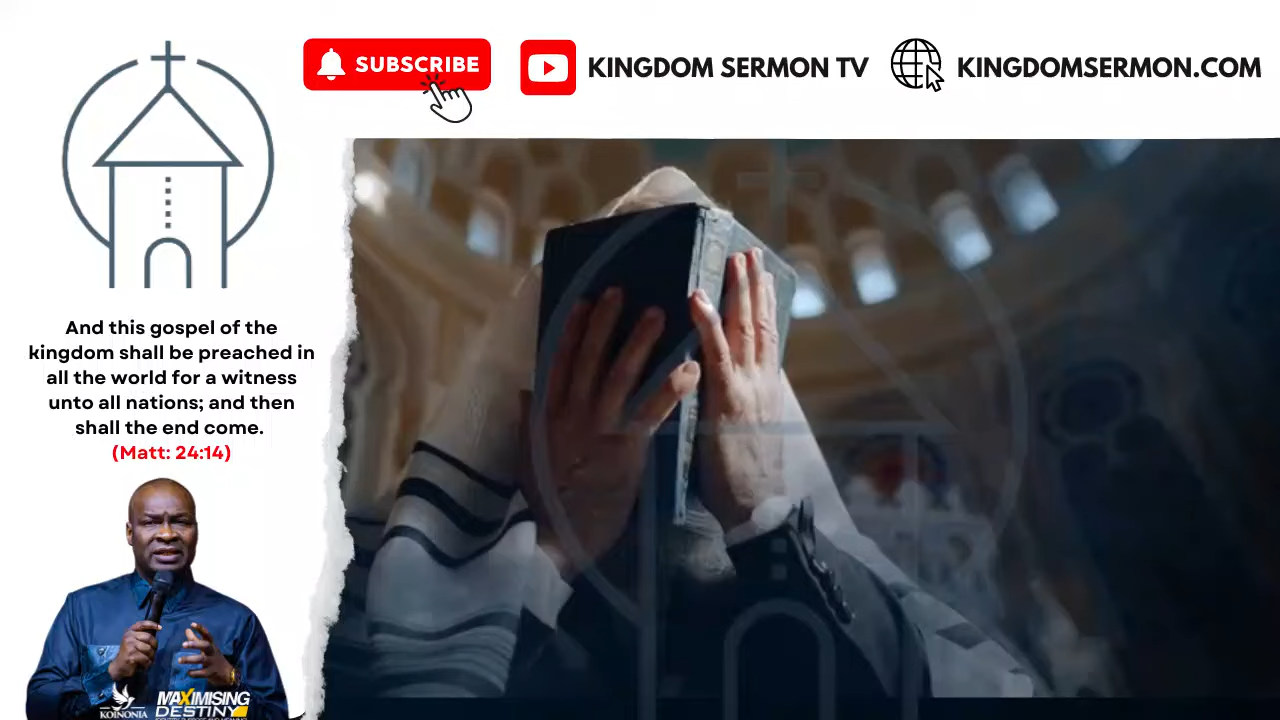 SUBSCRIBE
KINGDOM SERMON TV
KINGDOMSERMON.COM
And this gospel of the
kingdom shall be preached in
all the world for a witness
unto all nations; and then
shall the end come.
(Matt: 24:14)
KOINONIA
MAXIMISING
DESTINY